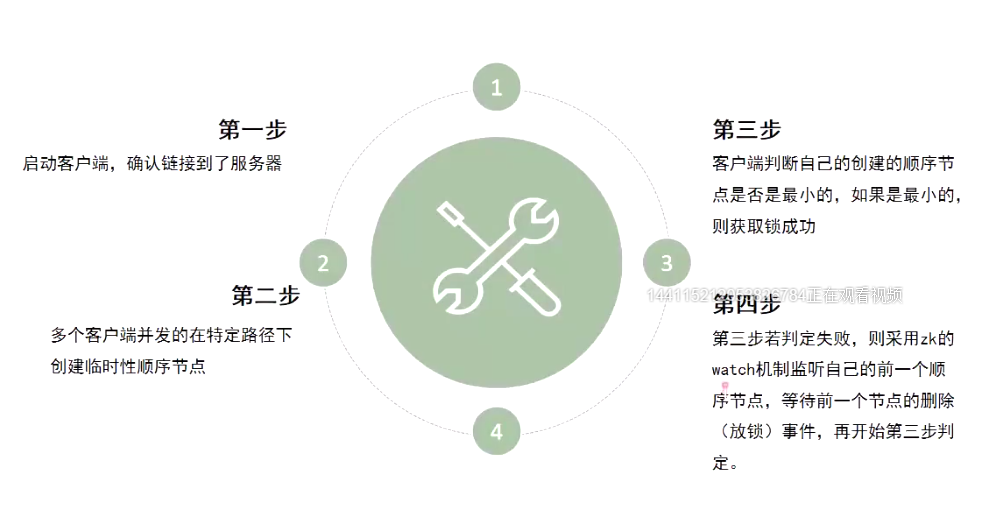 1
第一步
启动客户端，确认链接到了服务器
2
第二步
多个客户端并发的在特定路径下
创建临时性顺序节点
3
第三步
客户端判断自己的创建的顺序节
点是否是最小的，如果是最小的，
则获取锁成功
4
第四步
第三步若判定失败，则采用zk的
watch机制监听自己的前一个顺
序节点，等待前一个节点的删除
（放锁）事件，再开始第三步判
定。
正在观看视频